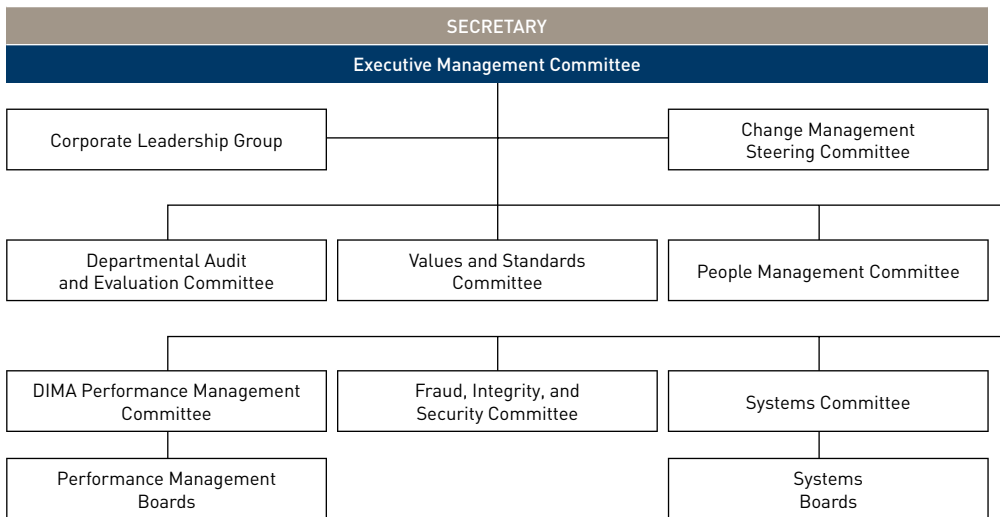 SECRETARY
Executive Management Committee
Corporate Leadership Group
Change Management
Steering Committee
Departmental Audit
and Evaluation Committee
Values and Standards
Committee
People Management Committee
DIMA Performance Management
Committee
Fraud, Integrity, and
Security Committee
Systems Committee
Performance Management
Boards
Systems
Boards